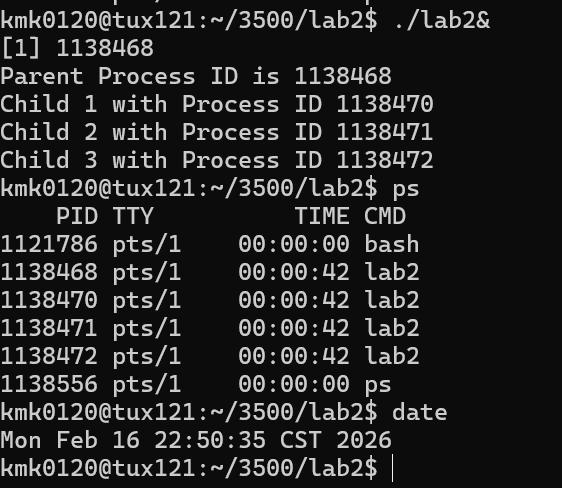 kmk0120@tux121:~/3500/lab2$ ./lab2&
[1] 1138468
Parent Process ID is 1138468
Child 1 with Process ID 1138470
Child 2 with Process ID 1138471
Child 3 with Process ID 1138472
kmk0120@tux121:~/3500/lab2$ ps
    PID TTY          TIME CMD
1121786 pts/1    00:00:00 bash
1138468 pts/1    00:00:42 lab2
1138470 pts/1    00:00:42 lab2
1138471 pts/1    00:00:42 lab2
1138472 pts/1    00:00:42 lab2
1138556 pts/1    00:00:00 ps
kmk0120@tux121:~/3500/lab2$ date
Mon Feb 16 22:50:35 CST 2026
kmk0120@tux121:~/3500/lab2$